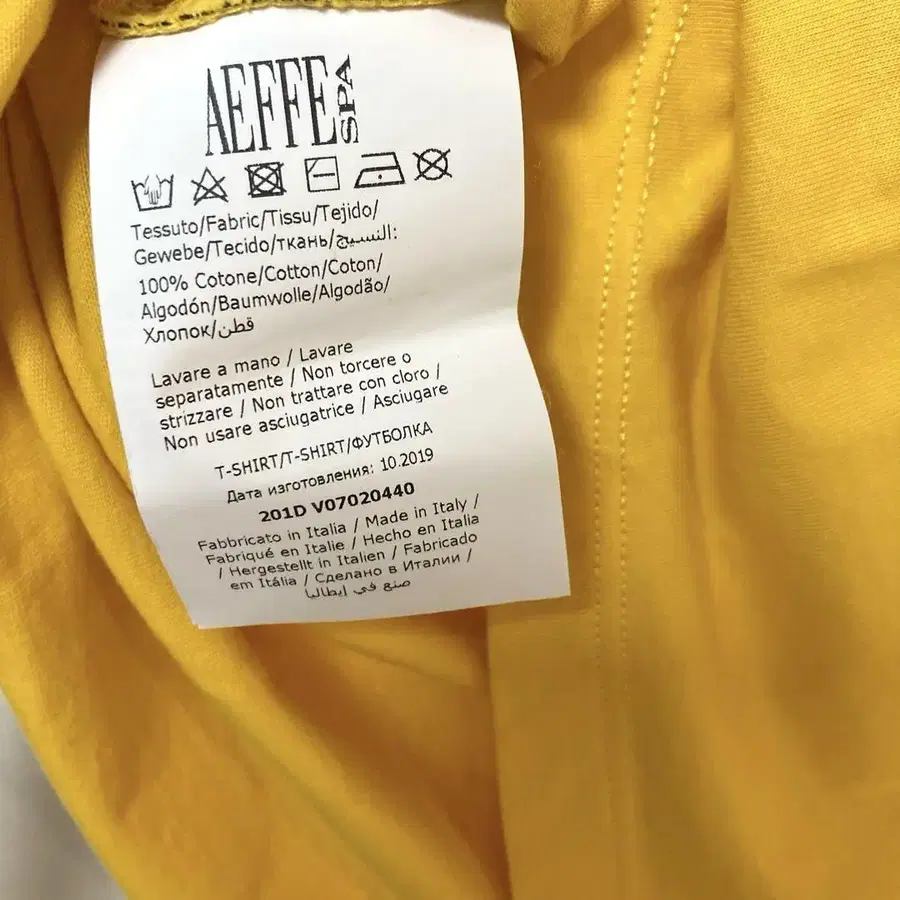 AEFFE SPA
Tessuto/Fabric/Tissu/Tejido/
Gewebe/Tecido/ткань/النسيج:
100% Cotone/Cotton/Coton/
Algodón/Baumwolle/Algodão/
Хлопок/قطن
Lavare a mano / Lavare
separatamente / Non torcere o
strizzare / Non trattare con cloro /
Non usare asciugatrice / Asciugare
T-SHIRT/T-SHIRT/ФУТБОЛКА
Дата изготовления: 10.2019
201D V07020440
Fabbricato in Italia / Made in Italy /
Fabriqué en Italie / Hecho en Italia
/ Hergestellt in Italien / Fabricado
em Itália / Сделано в Италии /
صنع في إيطاليا